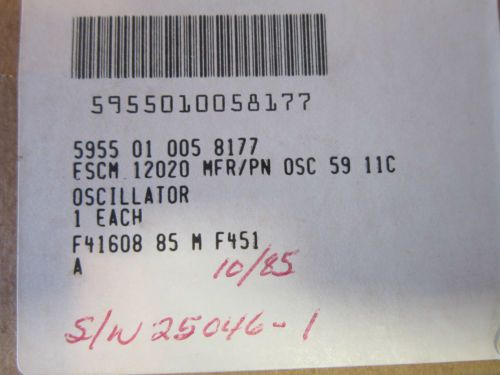 5955010058177
5955 01 005 8177
ESCM 12020 MFR/PN OSC 59 11C
OSCILLATOR
1 EACH
F41608 85 M F451
A 10/85
S/N 25046-1